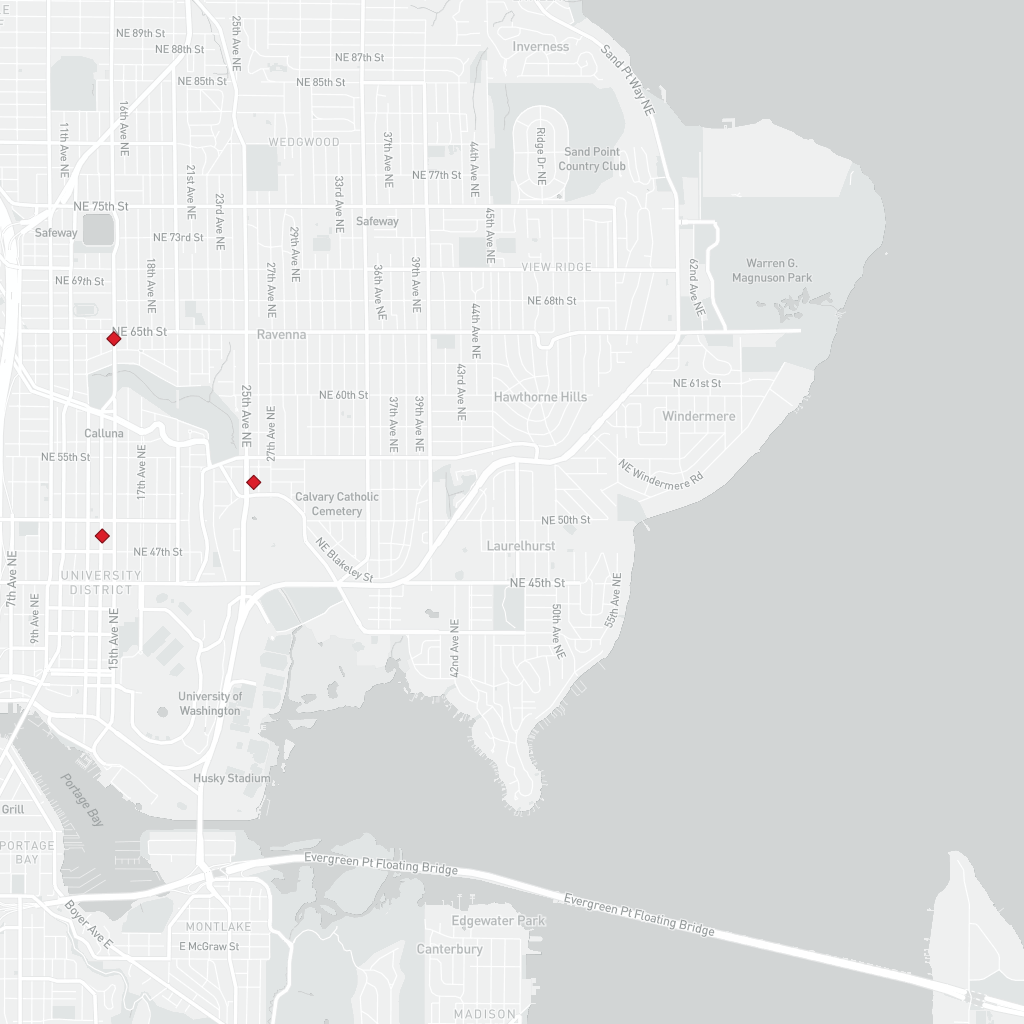 NE 89th St
NE 88th St
25th Ave NE
NE 87th St
NE 85th St
NE 85th St
Inverness
Sand Pt Way NE
11th Ave NE
16th Ave NE
WEDGWOOD
37th Ave NE
44th Ave NE
Ridge Dr NE
Sand Point
Country Club
21st Ave NE
23rd Ave NE
33rd Ave NE
NE 77th St
NE 75th St
Safeway
Safeway
45th Ave NE
NE 73rd St
29th Ave NE
18th Ave NE
27th Ave NE
36th Ave NE
39th Ave NE
NE 69th St
VIEW RIDGE
62nd Ave NE
Warren G.
Magnuson Park
NE 68th St
NE 65th St
Ravenna
44th Ave NE
43rd Ave NE
NE 61st St
NE 60th St
25th Ave NE
27th Ave NE
37th Ave NE
39th Ave NE
Hawthorne Hills
Windermere
Calluna
NE 55th St
17th Ave NE
NE Windermere Rd
Calvary Catholic
Cemetery
NE 50th St
NE Blakeley St
Laurelhurst
NE 47th St
7th Ave NE
UNIVERSITY
DISTRICT
NE 45th St
9th Ave NE
15th Ave NE
42nd Ave NE
50th Ave NE
55th Ave NE
University of
Washington
Husky Stadium
Portage Bay
Grill
PORTAGE
BAY
Evergreen Pt Floating Bridge
Evergreen Pt Floating Bridge
Boyer Ave E
MONTLAKE
E McGraw St
Edgewater Park
Canterbury
MADISON